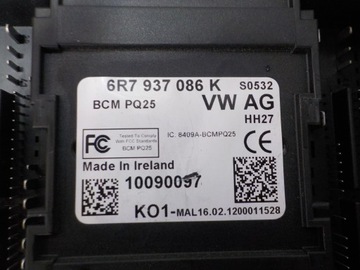 6R7 937 086 K S0532
BCM PQ25 VW AG
HH27
FC Tested To Comply With FCC Standards BCM PQ25
IC: 8409A-BCMPQ25
CE
Made In Ireland
10090097
KO1-MAL16.02.1200011528